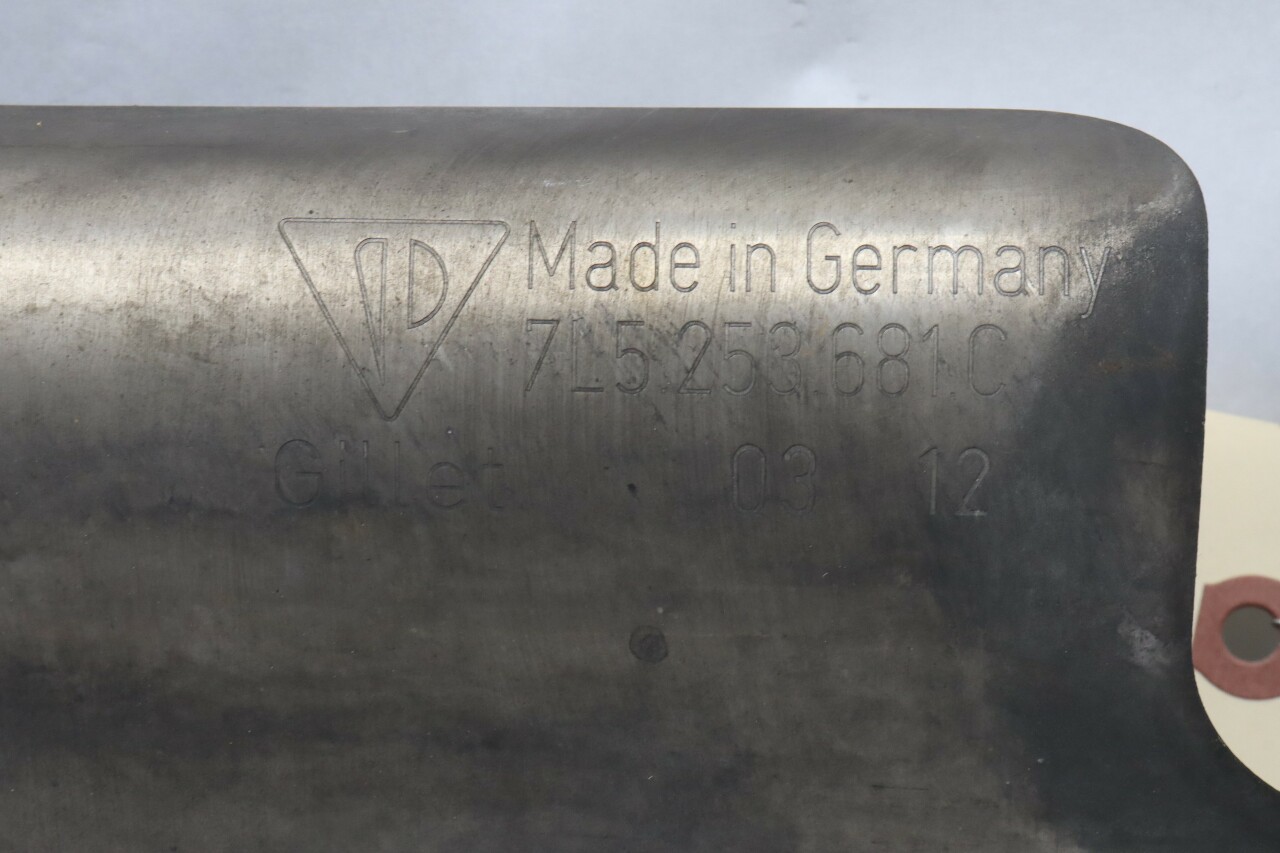 Made in Germany
7L5.253.681.C
Gillet 03 12